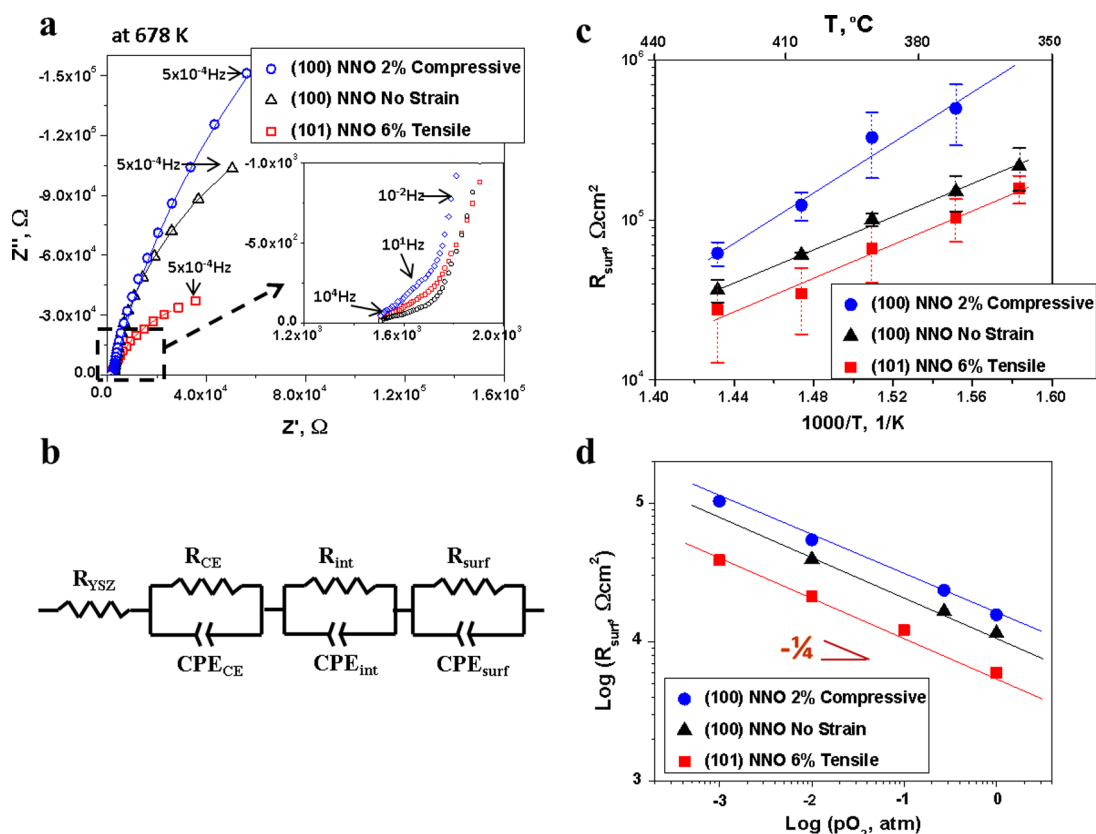 a
at 678 K
-1.5x10⁵
-1.2x10⁵
-9.0x10⁴
-6.0x10⁴
-3.0x10⁴
0.0
Z'', Ω
5x10⁻⁴Hz
5x10⁻⁴Hz
5x10⁻⁴Hz
(100) NNO 2% Compressive
(100) NNO No Strain
(101) NNO 6% Tensile
-1.0x10³
-5.0x10²
0.0
10⁻²Hz
10¹Hz
10⁴Hz
1.2x10³ 1.6x10³ 2.0x10³
0.0 4.0x10⁴ 8.0x10⁴ 1.2x10⁵ 1.6x10⁵
Z', Ω
b
R_YSZ
R_CE
R_int
R_surf
CPE_CE
CPE_int
CPE_surf
c
T, °C
440 410 380 350
10⁶
10⁵
10⁴
R_surf, Ωcm²
(100) NNO 2% Compressive
(100) NNO No Strain
(101) NNO 6% Tensile
1.40 1.44 1.48 1.52 1.56 1.60
1000/T, 1/K
d
5
4
3
Log (R_surf, Ωcm²)
-¼
(100) NNO 2% Compressive
(100) NNO No Strain
(101) NNO 6% Tensile
-3 -2 -1 0
Log (pO₂, atm)